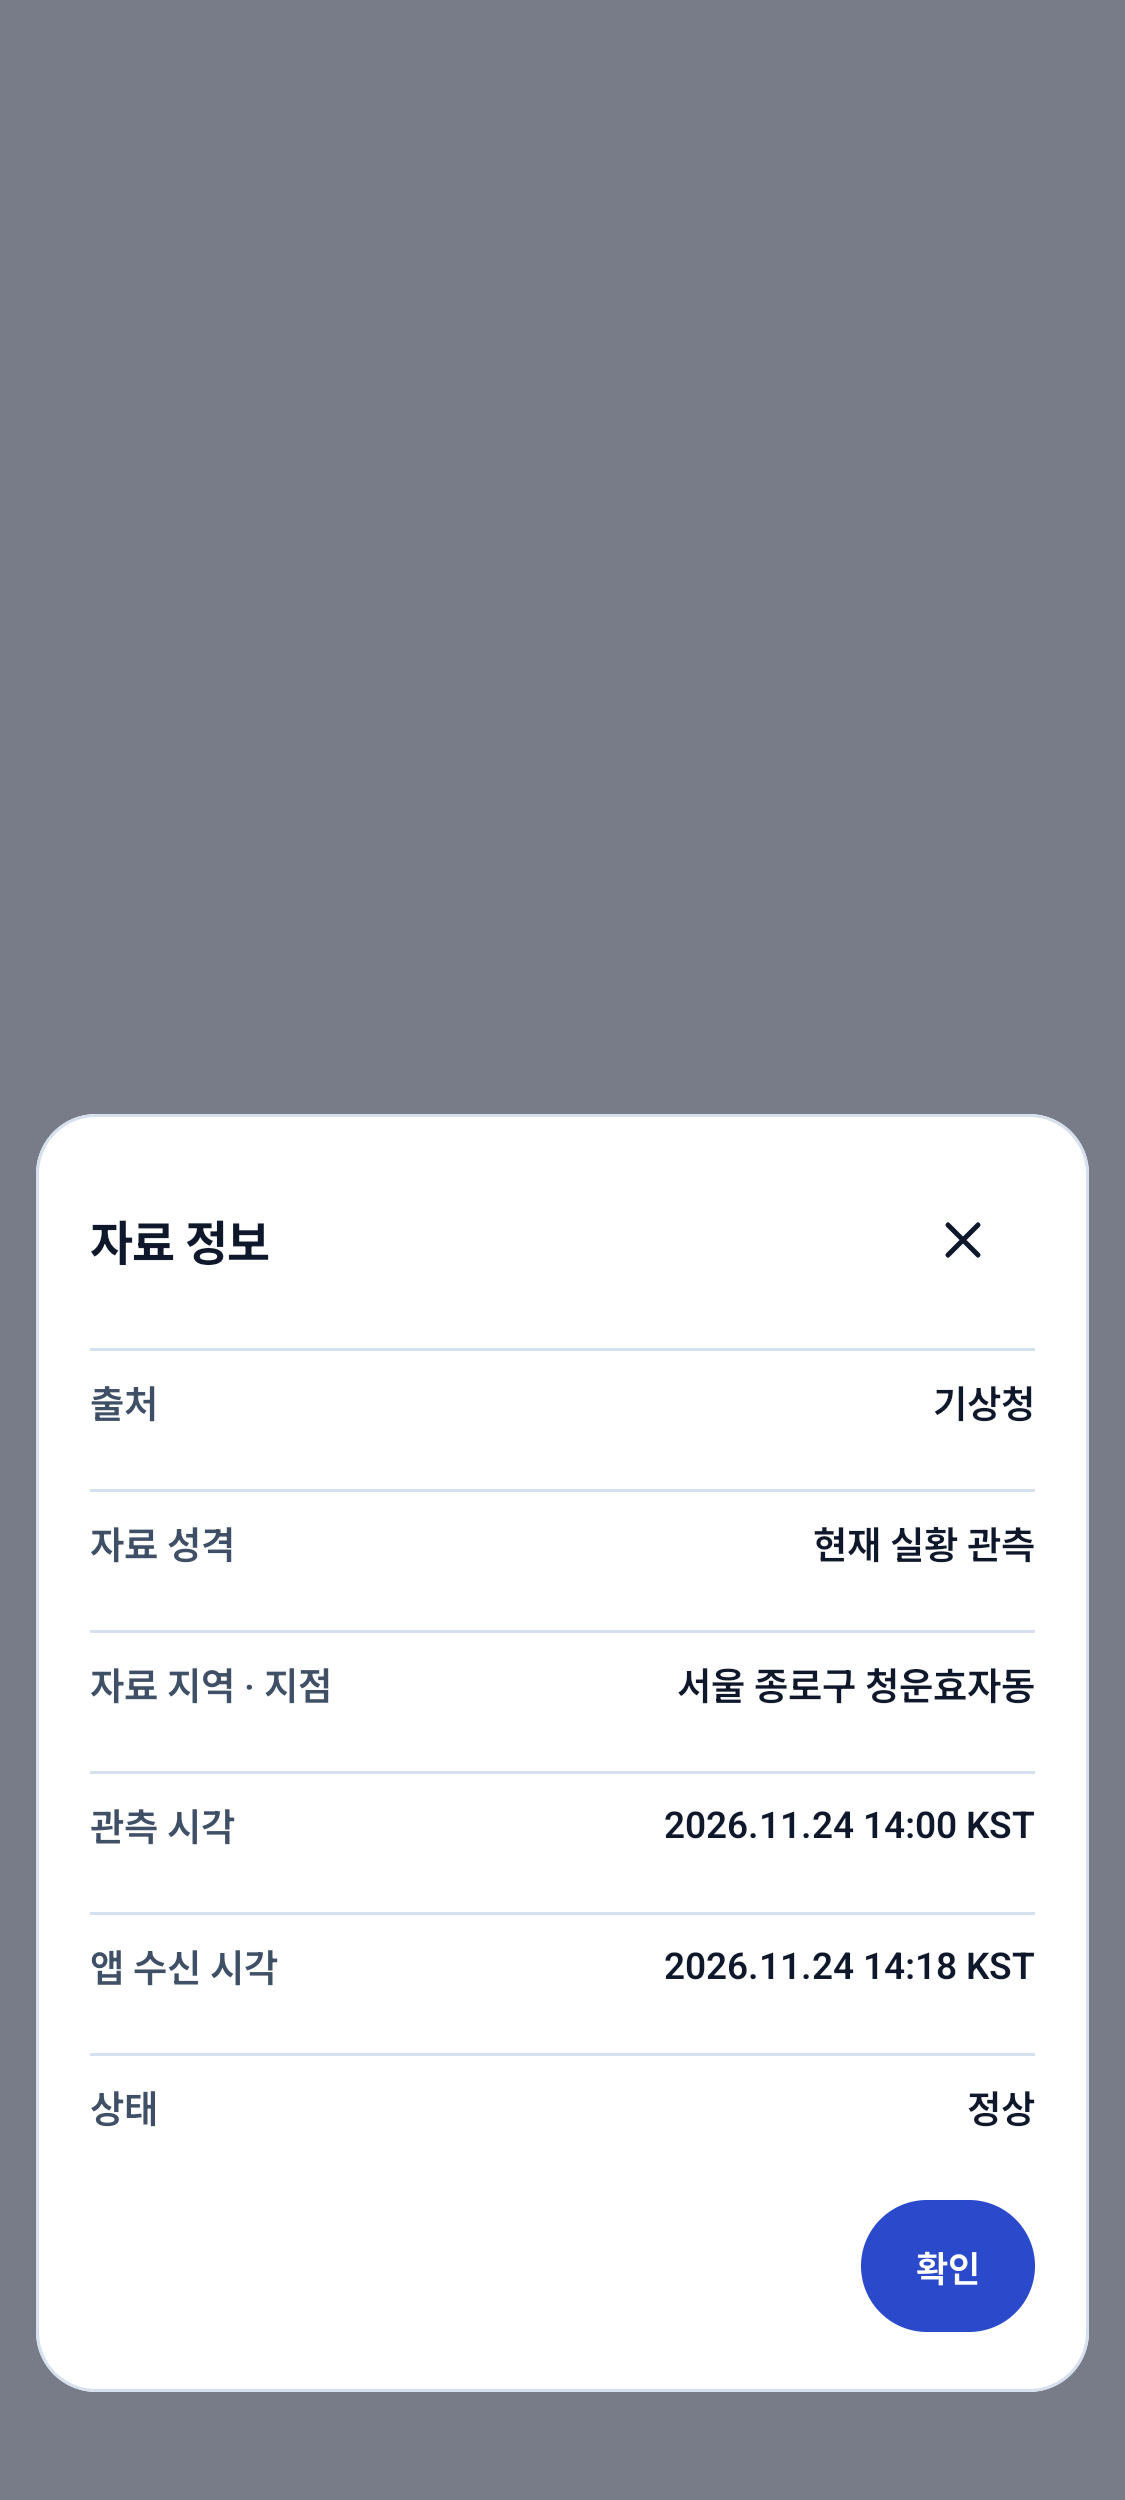 자료 정보
출처 기상청
자료 성격 현재 실황 관측
자료 지역 · 지점 서울 종로구 청운효자동
관측 시각 2026.11.24 14:00 KST
앱 수신 시각 2026.11.24 14:18 KST
상태 정상
확인